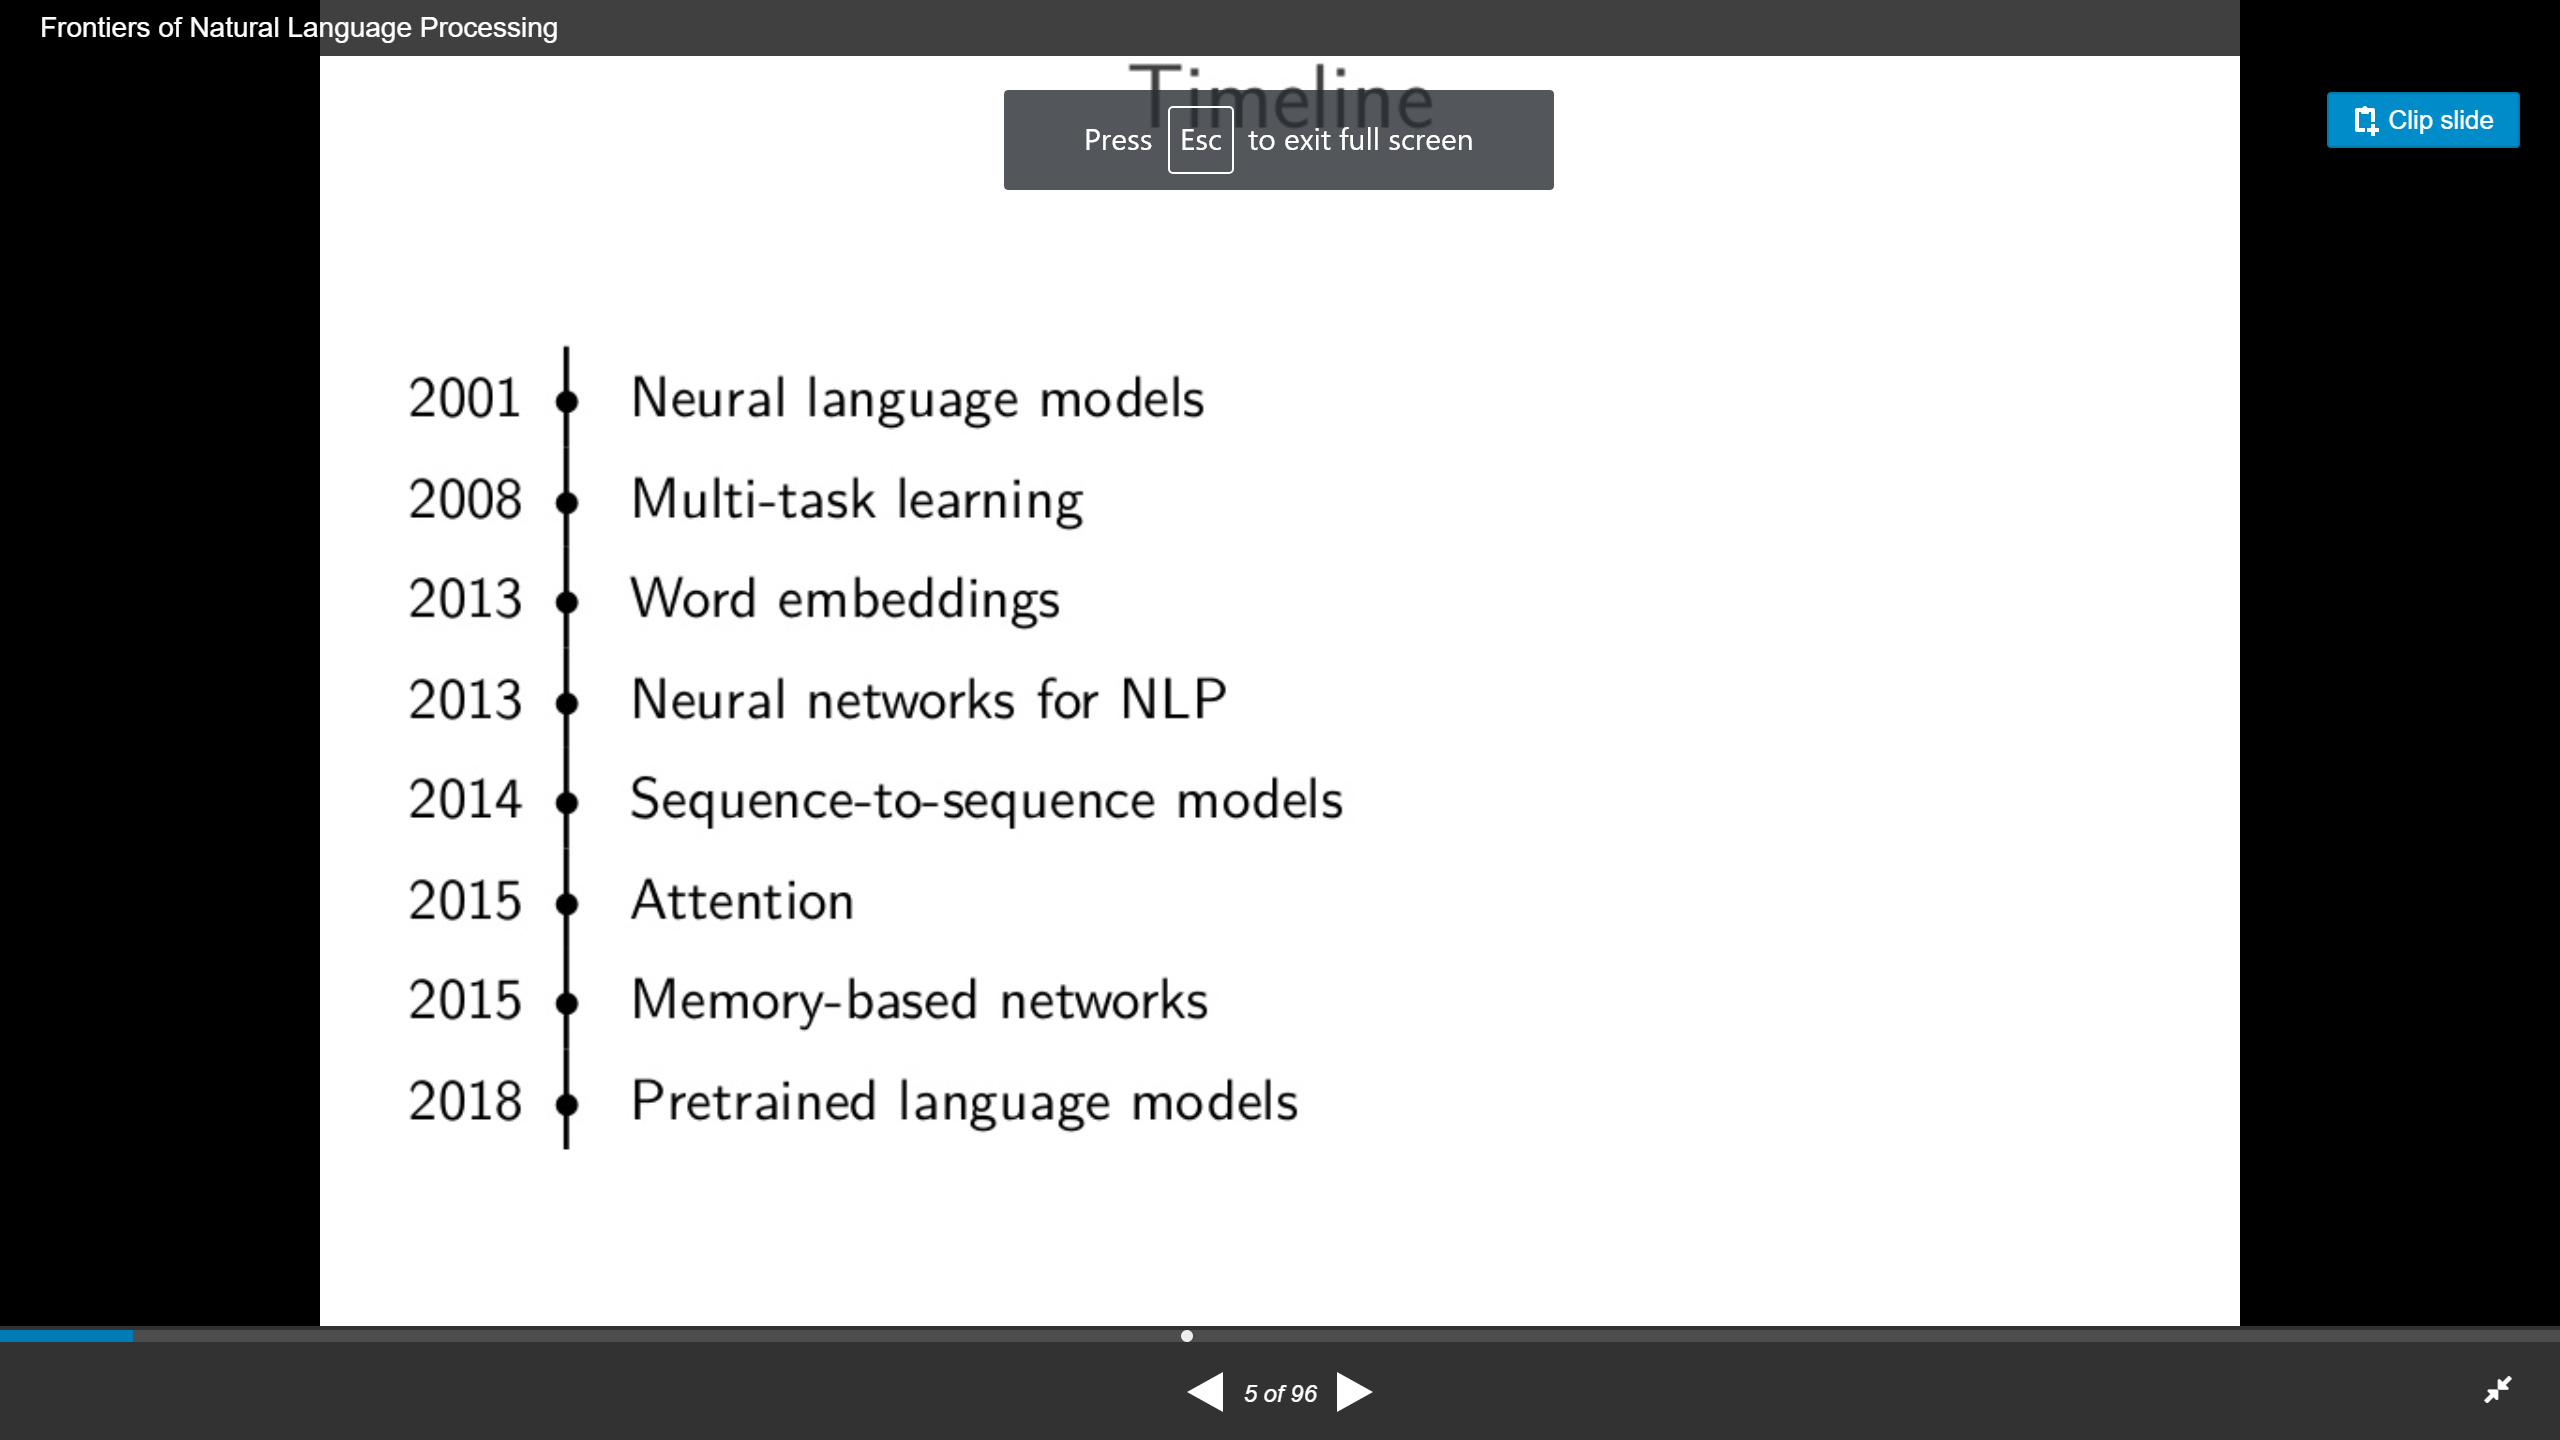 Frontiers of Natural Language Processing
Timeline
Press Esc to exit full screen
Clip slide
2001 Neural language models
2008 Multi-task learning
2013 Word embeddings
2013 Neural networks for NLP
2014 Sequence-to-sequence models
2015 Attention
2015 Memory-based networks
2018 Pretrained language models
5 of 96